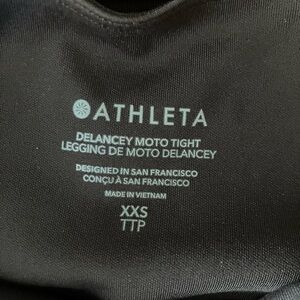 ATHLETA
DELANCEY MOTO TIGHT
LEGGING DE MOTO DELANCEY
DESIGNED IN SAN FRANCISCO
CONÇU À SAN FRANCISCO
MADE IN VIETNAM
XXS
TTP